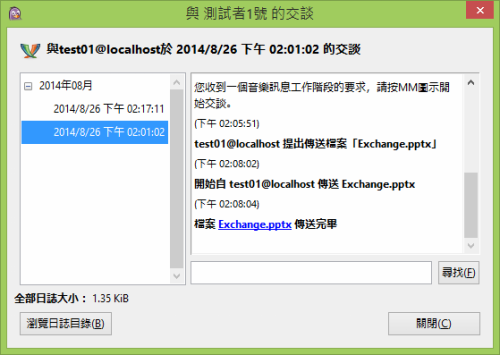 與 測試者1號 的交談
與test01@localhost於 2014/8/26 下午 02:01:02 的交談
2014年08月
2014/8/26 下午 02:17:11
2014/8/26 下午 02:01:02
您收到一個音樂訊息工作階段的要求，請按MM圖示開
始交談。
(下午 02:05:51)
test01@localhost 提出傳送檔案「Exchange.pptx」
(下午 02:08:02)
開始自 test01@localhost 傳送 Exchange.pptx
(下午 02:08:04)
檔案 Exchange.pptx 傳送完畢
尋找(F)
全部日誌大小： 1.35 KiB
瀏覽日誌目錄(B)
關閉(C)